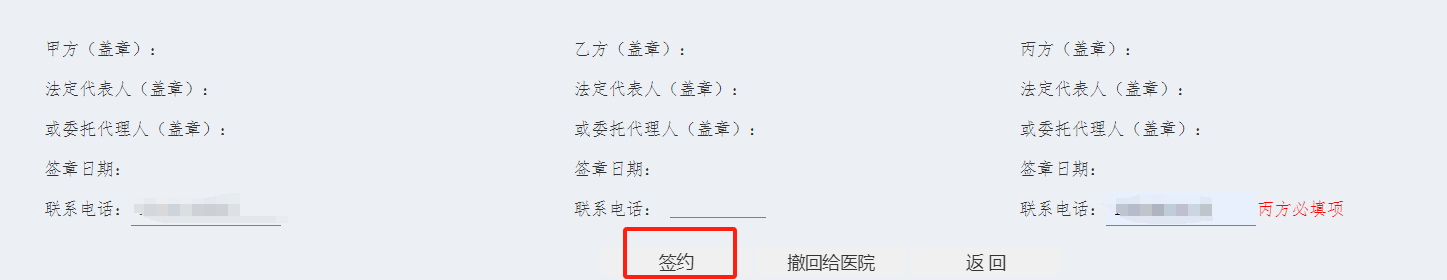 甲方（盖章）： 乙方（盖章）： 丙方（盖章）：
法定代表人（盖章）： 法定代表人（盖章）： 法定代表人（盖章）：
或委托代理人（盖章）： 或委托代理人（盖章）： 或委托代理人（盖章）：
签章日期： 签章日期： 签章日期：
联系电话： 联系电话： 联系电话： 丙方必填项
签约 撤回给医院 返 回